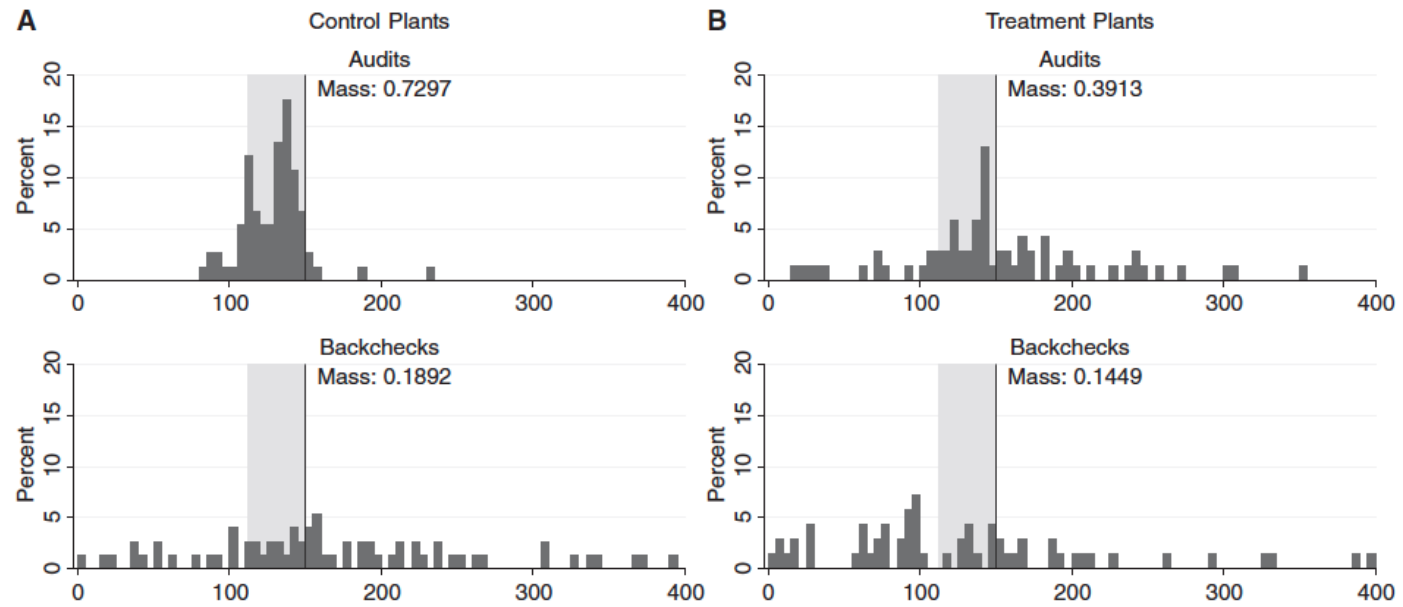 A
Control Plants
Audits
Mass: 0.7297
Percent
0 5 10 15 20
0 100 200 300 400
Backchecks
Mass: 0.1892
Percent
0 5 10 15 20
0 100 200 300 400
B
Treatment Plants
Audits
Mass: 0.3913
Percent
0 5 10 15 20
0 100 200 300 400
Backchecks
Mass: 0.1449
Percent
0 5 10 15 20
0 100 200 300 400